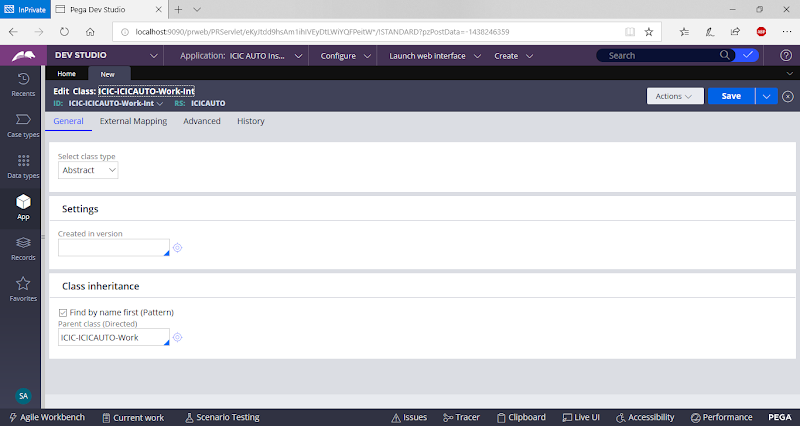 InPrivate
Pega Dev Studio
https://localhost:9090/prweb/PRServlet/
DEV STUDIO
Application: ICIC AUTO Ins...
Configure
Launch web interface
Create
Search
Home
New
Recents
Edit Class: ICIC-ICICAUTO-Work-Int
ID: ICIC-ICICAUTO-Work-Int RS: ICICAUTO
Actions
Save
General
External Mapping
Advanced
History
Case types
Select class type
Abstract
Data types
Settings
App
Created in version
Records
Class inheritance
Favorites
Find by name first (Pattern)
Parent class (Directed)
ICIC-ICICAUTO-Work
SA
Agile Workbench
Current work
Scenario Testing
Issues
Tracer
Clipboard
Live UI
Accessibility
Performance
PEGA